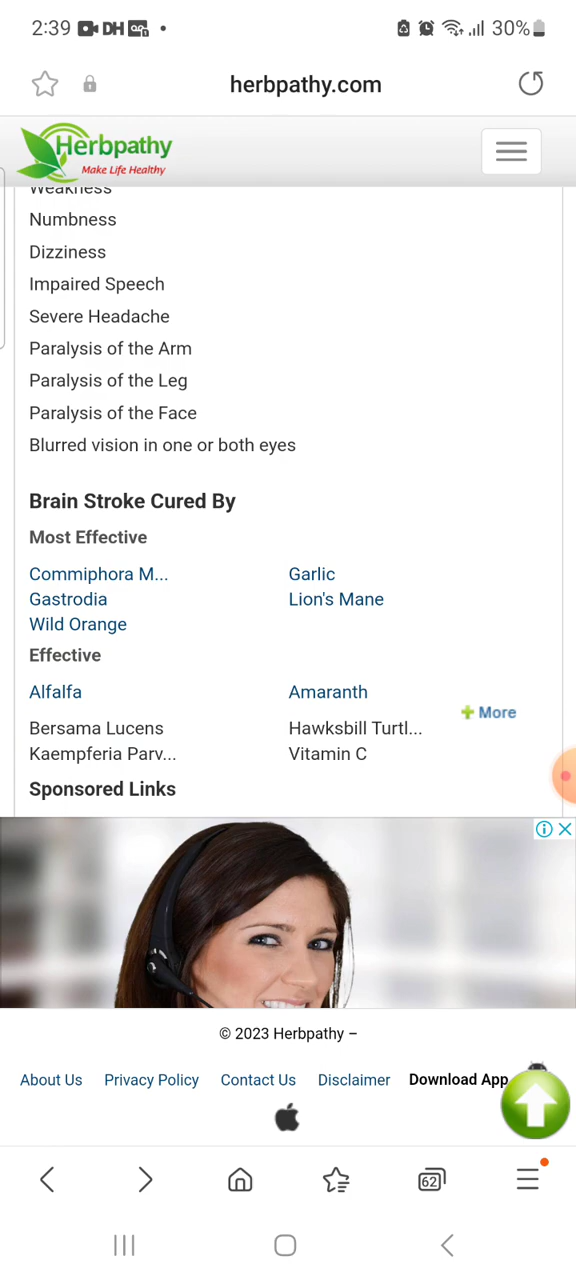 2:39 DH 30%
herbpathy.com
Herbpathy
Make Life Healthy
Weakness
Numbness
Dizziness
Impaired Speech
Severe Headache
Paralysis of the Arm
Paralysis of the Leg
Paralysis of the Face
Blurred vision in one or both eyes
Brain Stroke Cured By
Most Effective
Commiphora M... Garlic
Gastrodia Lion's Mane
Wild Orange
Effective
Alfalfa Amaranth
More
Bersama Lucens Hawksbill Turtl...
Kaempferia Parv... Vitamin C
Sponsored Links
© 2023 Herbpathy –
About Us Privacy Policy Contact Us Disclaimer Download App
62